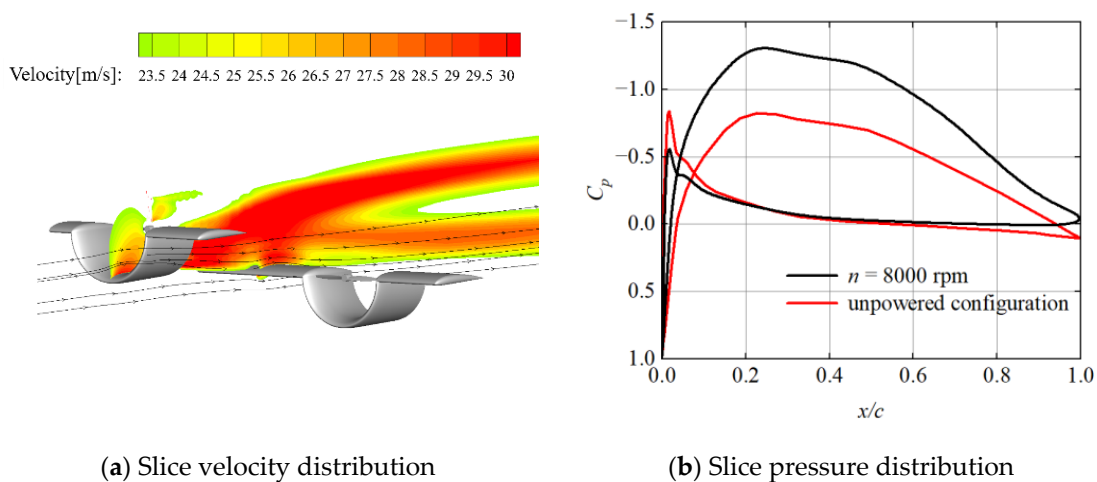 Velocity[m/s]: 23.5 24 24.5 25 25.5 26 26.5 27 27.5 28 28.5 29 29.5 30
(a) Slice velocity distribution
−1.5
−1.0
−0.5
0.0
0.5
1.0
Cp
n = 8000 rpm
unpowered configuration
0.0 0.2 0.4 0.6 0.8 1.0
x/c
(b) Slice pressure distribution